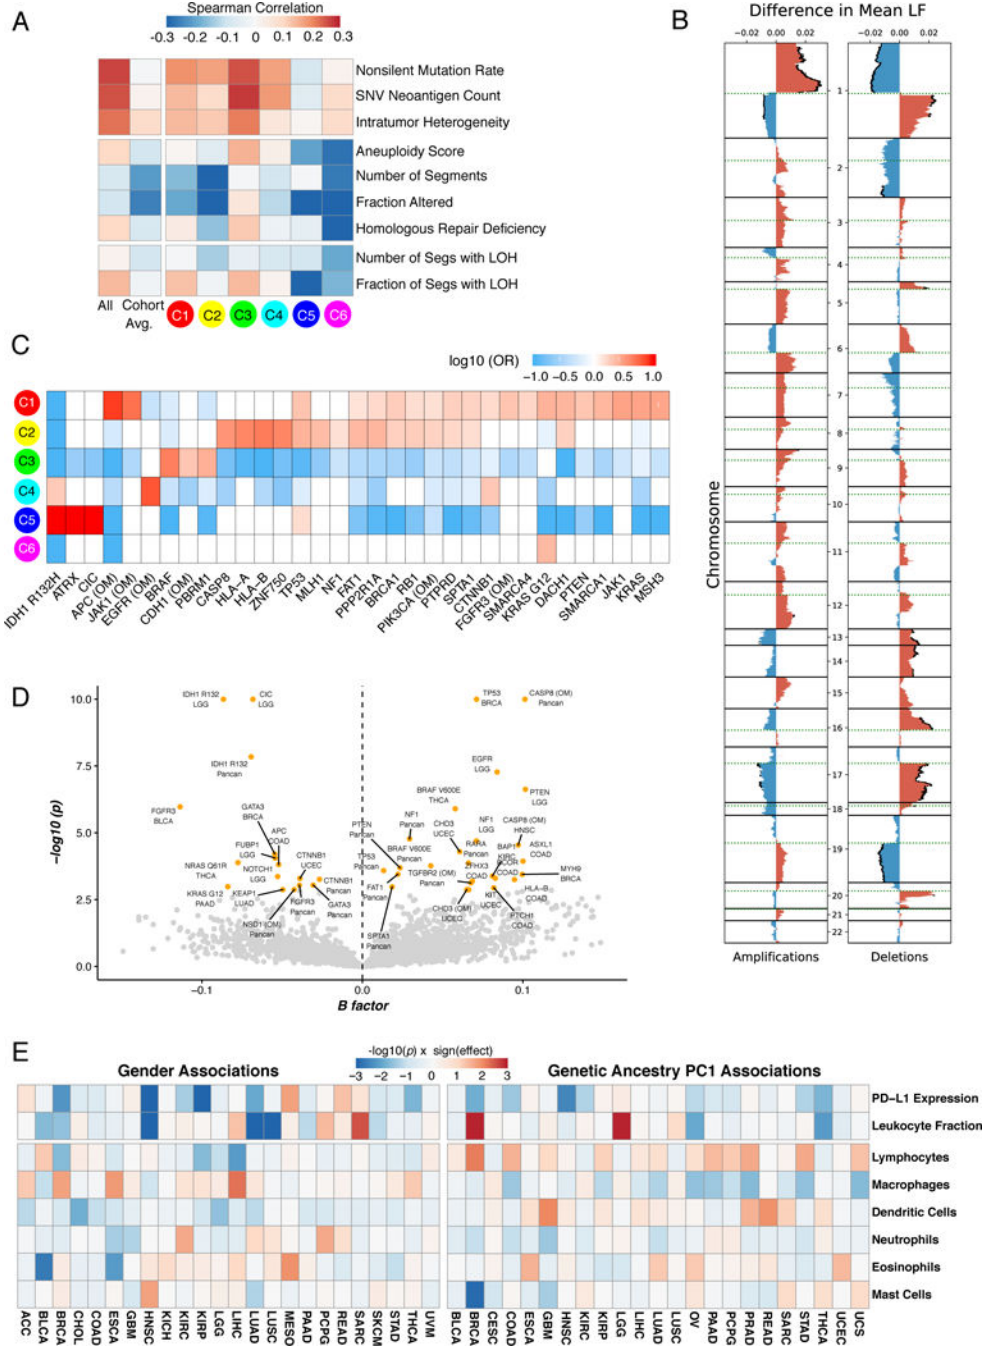 A
Spearman Correlation
-0.3 -0.2 -0.1 0 0.1 0.2 0.3
Nonsilent Mutation Rate
SNV Neoantigen Count
Intratumor Heterogeneity
Aneuploidy Score
Number of Segments
Fraction Altered
Homologous Repair Deficiency
Number of Segs with LOH
Fraction of Segs with LOH
All Cohort Avg. C1 C2 C3 C4 C5 C6
B
Difference in Mean LF
−0.02 0.00 0.02 −0.02 0.00 0.02
Chromosome
1
2
3
4
5
6
7
8
9
10
11
12
13
14
15
16
17
18
19
20
21
22
Amplifications Deletions
C
log10 (OR)
−1.0 −0.5 0.0 0.5 1.0
C1
C2
C3
C4
C5
C6
IDH1 R132H
ATRX
CIC
APC (OM)
JAK1 (OM)
EGFR (OM)
BRAF
CDH1 (OM)
PBRM1
CASP8
HLA−A
HLA−B
ZNF750
TP53
MLH1
NF1
FAT1
PPP2R1A
BRCA1
RB1
PIK3CA (OM)
PTPRD
SPTA1
CTNNB1
FGFR3 (OM)
SMARCA4
KRAS G12
DACH1
PTEN
SMARCA1
JAK1
KRAS
MSH3
D
−log10 (p)
10.0
7.5
5.0
2.5
0.0
−0.1 0.0 0.1
B factor
IDH1 R132
LGG
CIC
LGG
TP53
BRCA
CASP8 (OM)
Pancan
IDH1 R132
Pancan
EGFR
LGG
PTEN
LGG
FGFR3
BLCA
GATA3
BRCA
APC
COAD
PTEN
Pancan
NF1
Pancan
BRAF V600E
THCA
CHD3
UCEC
NF1
LGG
CASP8 (OM)
HNSC
FUBP1
LGG
CTNNB1
UCEC
BRAF V600E
Pancan
RARA
Pancan
BAP1
KIRC
ASXL1
COAD
NRAS Q61R
THCA
NOTCH1
LGG
TP53
Pancan
TGFBR2 (OM)
Pancan
ZFHX3
COAD
BCOR
COAD
MYH9
BRCA
KRAS G12
PAAD
KEAP1
LUAD
FGFR3
Pancan
CTNNB1
Pancan
GATA3
Pancan
FAT1
Pancan
KIT
UCEC
HLA−B
COAD
NSD1 (OM)
Pancan
SPTA1
Pancan
CHD3 (OM)
UCEC
PTCH1
COAD
E
-log10(p) x sign(effect)
−3 −2 −1 0 1 2 3
Gender Associations
Genetic Ancestry PC1 Associations
PD−L1 Expression
Leukocyte Fraction
Lymphocytes
Macrophages
Dendritic Cells
Neutrophils
Eosinophils
Mast Cells
ACC
BLCA
BRCA
CHOL
COAD
ESCA
GBM
HNSC
KICH
KIRC
KIRP
LGG
LIHC
LUAD
LUSC
MESO
PAAD
PCPG
READ
SARC
SKCM
STAD
THCA
UVM
BLCA
BRCA
CESC
COAD
ESCA
GBM
HNSC
KIRC
KIRP
LGG
LIHC
LUAD
LUSC
OV
PAAD
PCPG
PRAD
READ
SARC
STAD
THCA
UCEC
UCS